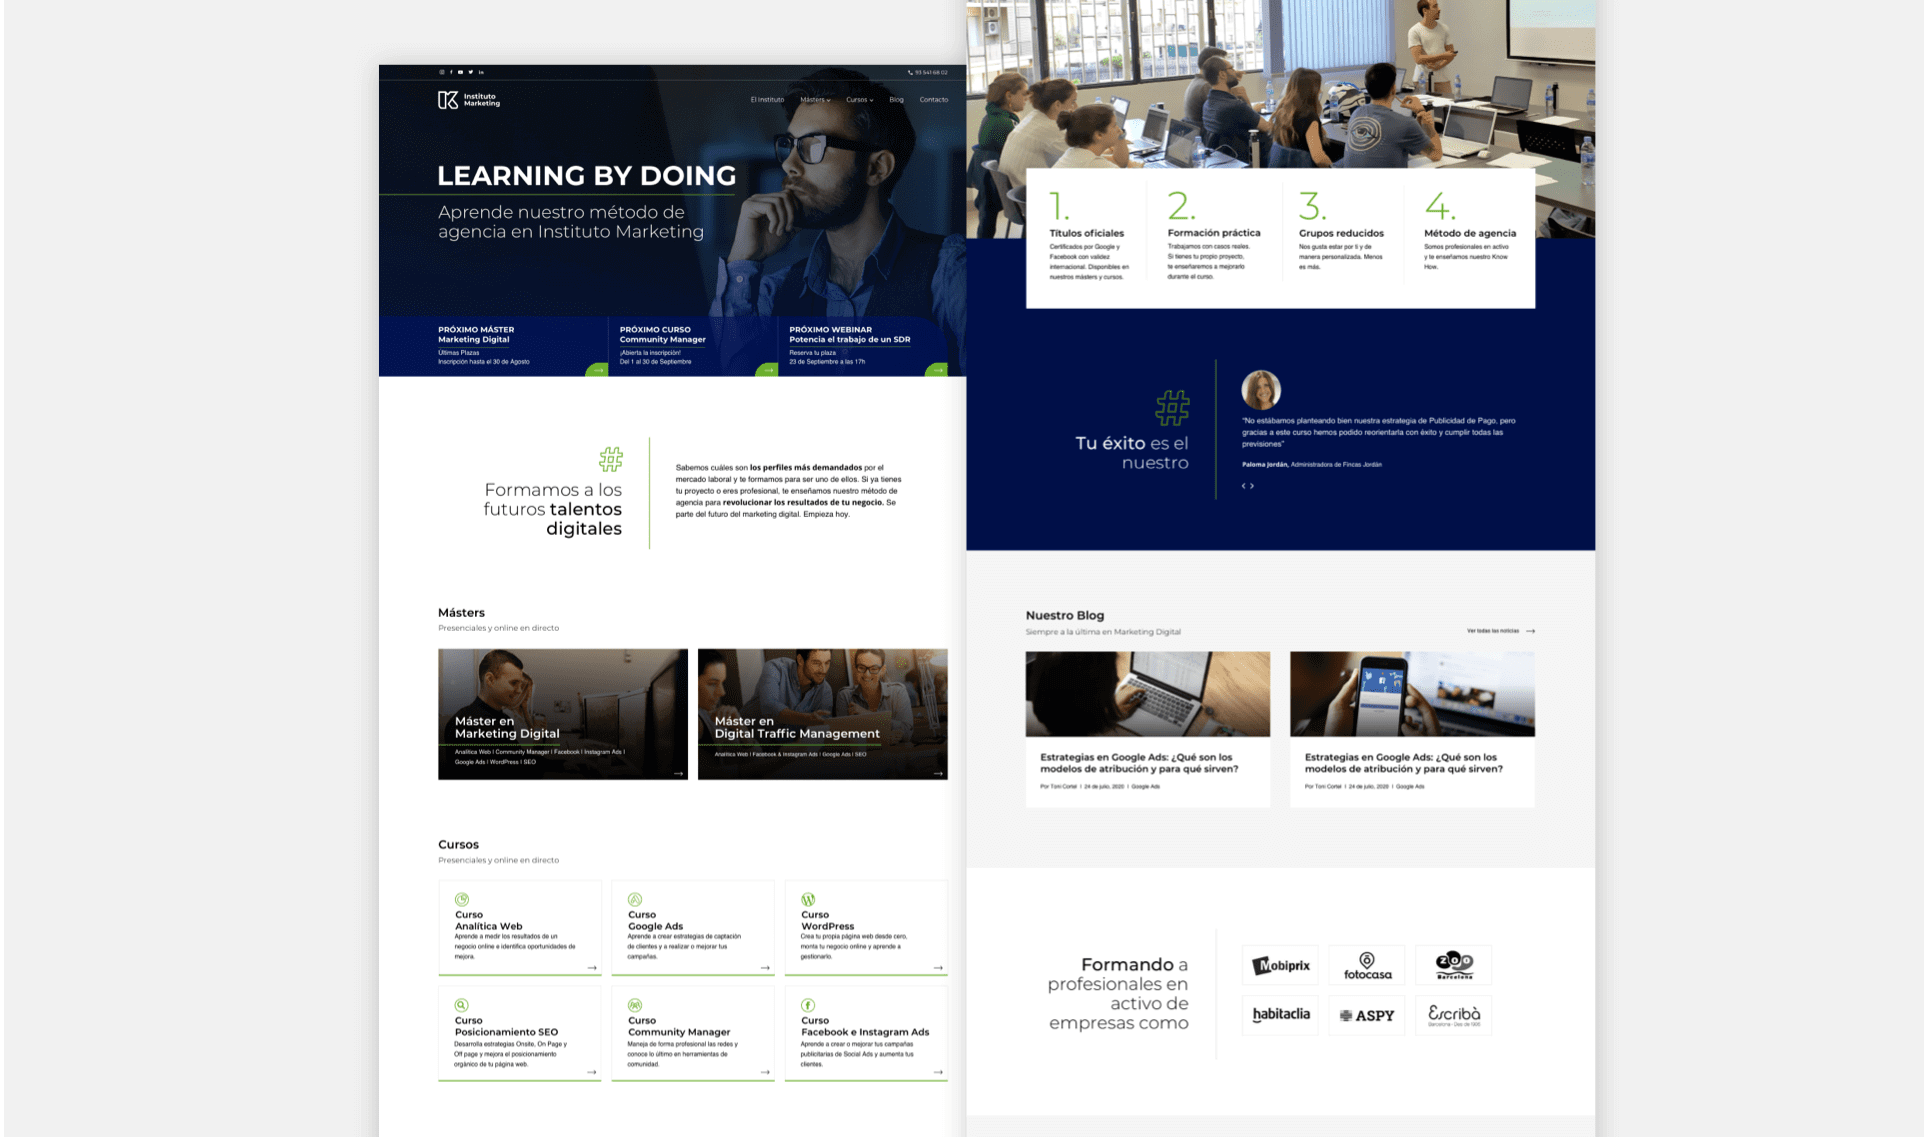 93 541 68 02
Instituto
Marketing
El Instituto
Másters
Cursos
Blog
Contacto
LEARNING BY DOING
Aprende nuestro método de
agencia en Instituto Marketing
PRÓXIMO MÁSTER
Marketing Digital
Últimas Plazas
Inscripción hasta el 30 de Agosto
PRÓXIMO CURSO
Community Manager
¡Abierta la inscripción!
Del 1 al 30 de Septiembre
PRÓXIMO WEBINAR
Potencia el trabajo de un SDR
Reserva tu plaza
23 de Septiembre a las 17h
#
Formamos a los
futuros talentos
digitales
Sabemos cuáles son los perfiles más demandados por el
mercado laboral y te formamos para ser uno de ellos. Si ya tienes
tu proyecto o eres profesional, te enseñamos nuestro método de
agencia para revolucionar los resultados de tu negocio. Se
parte del futuro del marketing digital. Empieza hoy.
Másters
Presenciales y online en directo
Máster en
Marketing Digital
Analítica Web | Community Manager | Facebook | Instagram Ads |
Google Ads | WordPress | SEO
Máster en
Digital Traffic Management
Analítica Web | Facebook & Instagram Ads | Google Ads | SEO
Cursos
Presenciales y online en directo
Curso
Analítica Web
Aprende a medir los resultados de un
negocio online e identifica oportunidades de
mejora.
Curso
Google Ads
Aprende a crear estrategias de captación
de clientes y a realizar o mejorar tus
campañas.
Curso
WordPress
Crea tu propia página web desde cero,
monta tu negocio online y aprende a
gestionarlo.
Curso
Posicionamiento SEO
Desarrolla estrategias Onsite, On Page y
Off page y mejora el posicionamiento
orgánico de tu página web.
Curso
Community Manager
Maneja de forma profesional las redes y
conoce lo último en herramientas de
comunidad.
Curso
Facebook e Instagram Ads
Aprende a crear o mejorar tus campañas
publicitarias de Social Ads y aumenta tus
clientes.
1.
Títulos oficiales
Certificados por Google y
Facebook con validez
internacional. Disponibles en
nuestros másters y cursos.
2.
Formación práctica
Trabajamos con casos reales.
Si tienes tu propio proyecto,
te enseñaremos a mejorarlo
durante el curso.
3.
Grupos reducidos
Nos gusta estar por ti y de
manera personalizada. Menos
es más.
4.
Método de agencia
Somos profesionales en activo
y te enseñamos nuestro Know
How.
#
Tu éxito es el
nuestro
"No estábamos planteando bien nuestra estrategia de Publicidad de Pago, pero
gracias a este curso hemos podido reorientarla con éxito y cumplir todas las
previsiones"
Paloma Jordán, Administradora de Fincas Jordán
Nuestro Blog
Siempre a la última en Marketing Digital
Ver todas las noticias
Estrategias en Google Ads: ¿Qué son los
modelos de atribución y para qué sirven?
Por Toni Cortel | 24 de julio, 2020 | Google Ads
Estrategias en Google Ads: ¿Qué son los
modelos de atribución y para qué sirven?
Por Toni Cortel | 24 de julio, 2020 | Google Ads
Formando a
profesionales en
activo de
empresas como
Mobiprix
fotocasa
ZOO
Barcelona
habitaclia
ASPY
Escribà
Barcelona - Des de 1906